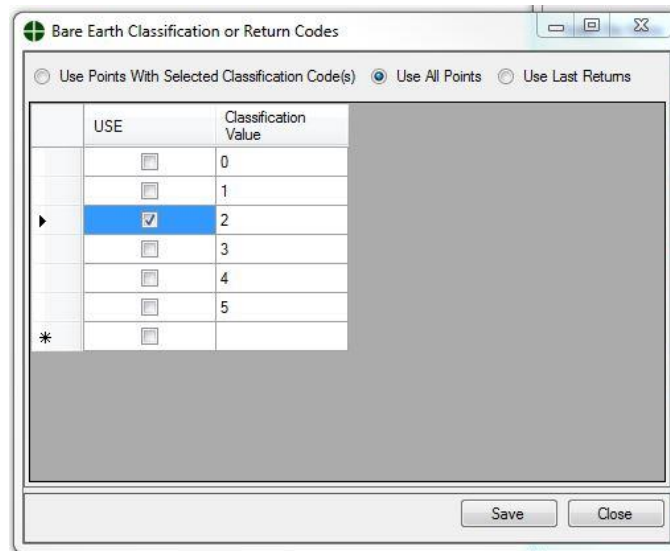 Bare Earth Classification or Return Codes
Use Points With Selected Classification Code(s) Use All Points Use Last Returns
USE Classification Value
0
1
2
3
4
5
Save Close